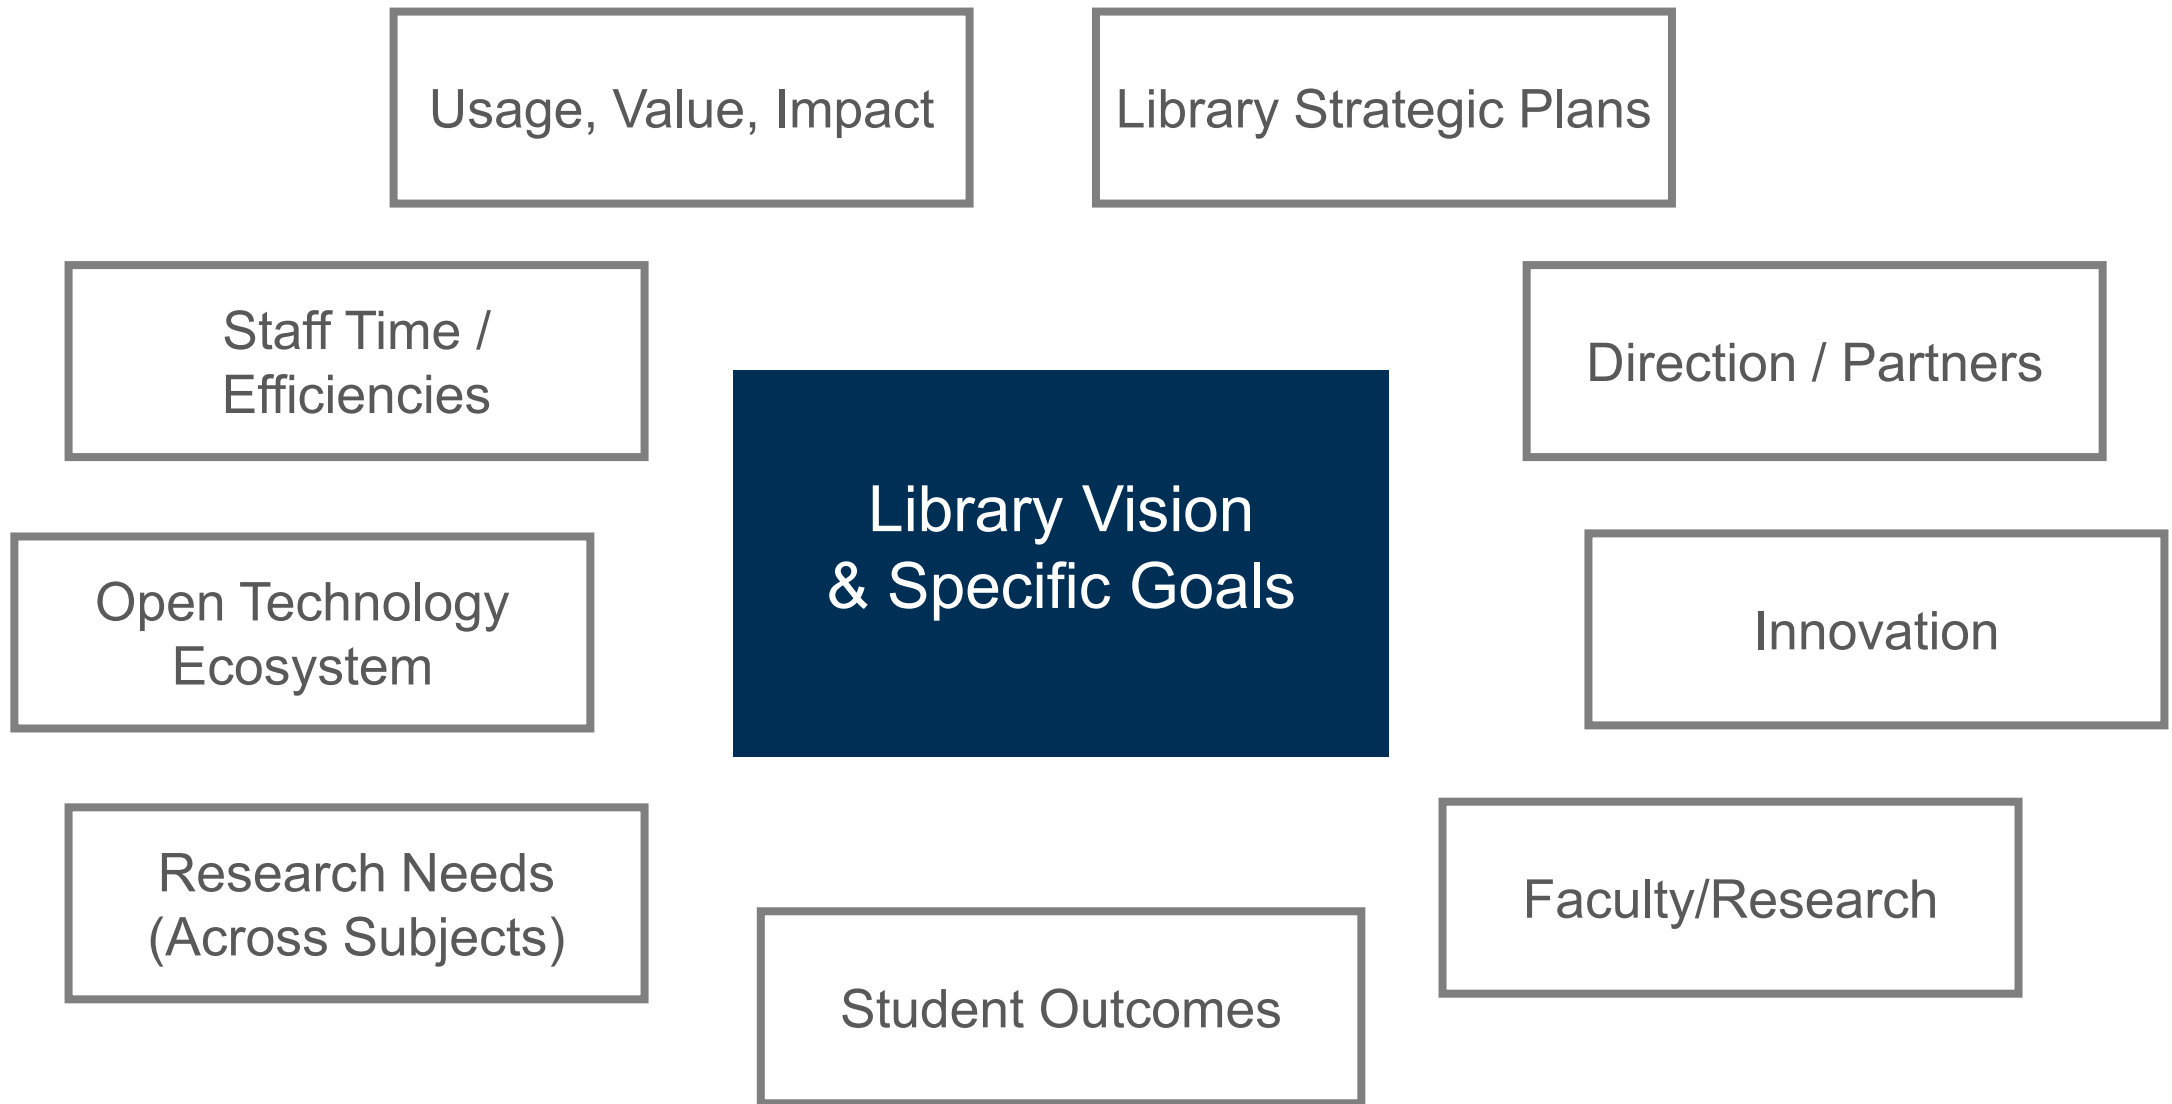 Usage, Value, Impact
Library Strategic Plans
Staff Time /
Efficiencies
Direction / Partners
Library Vision
& Specific Goals
Open Technology
Ecosystem
Innovation
Research Needs
(Across Subjects)
Faculty/Research
Student Outcomes